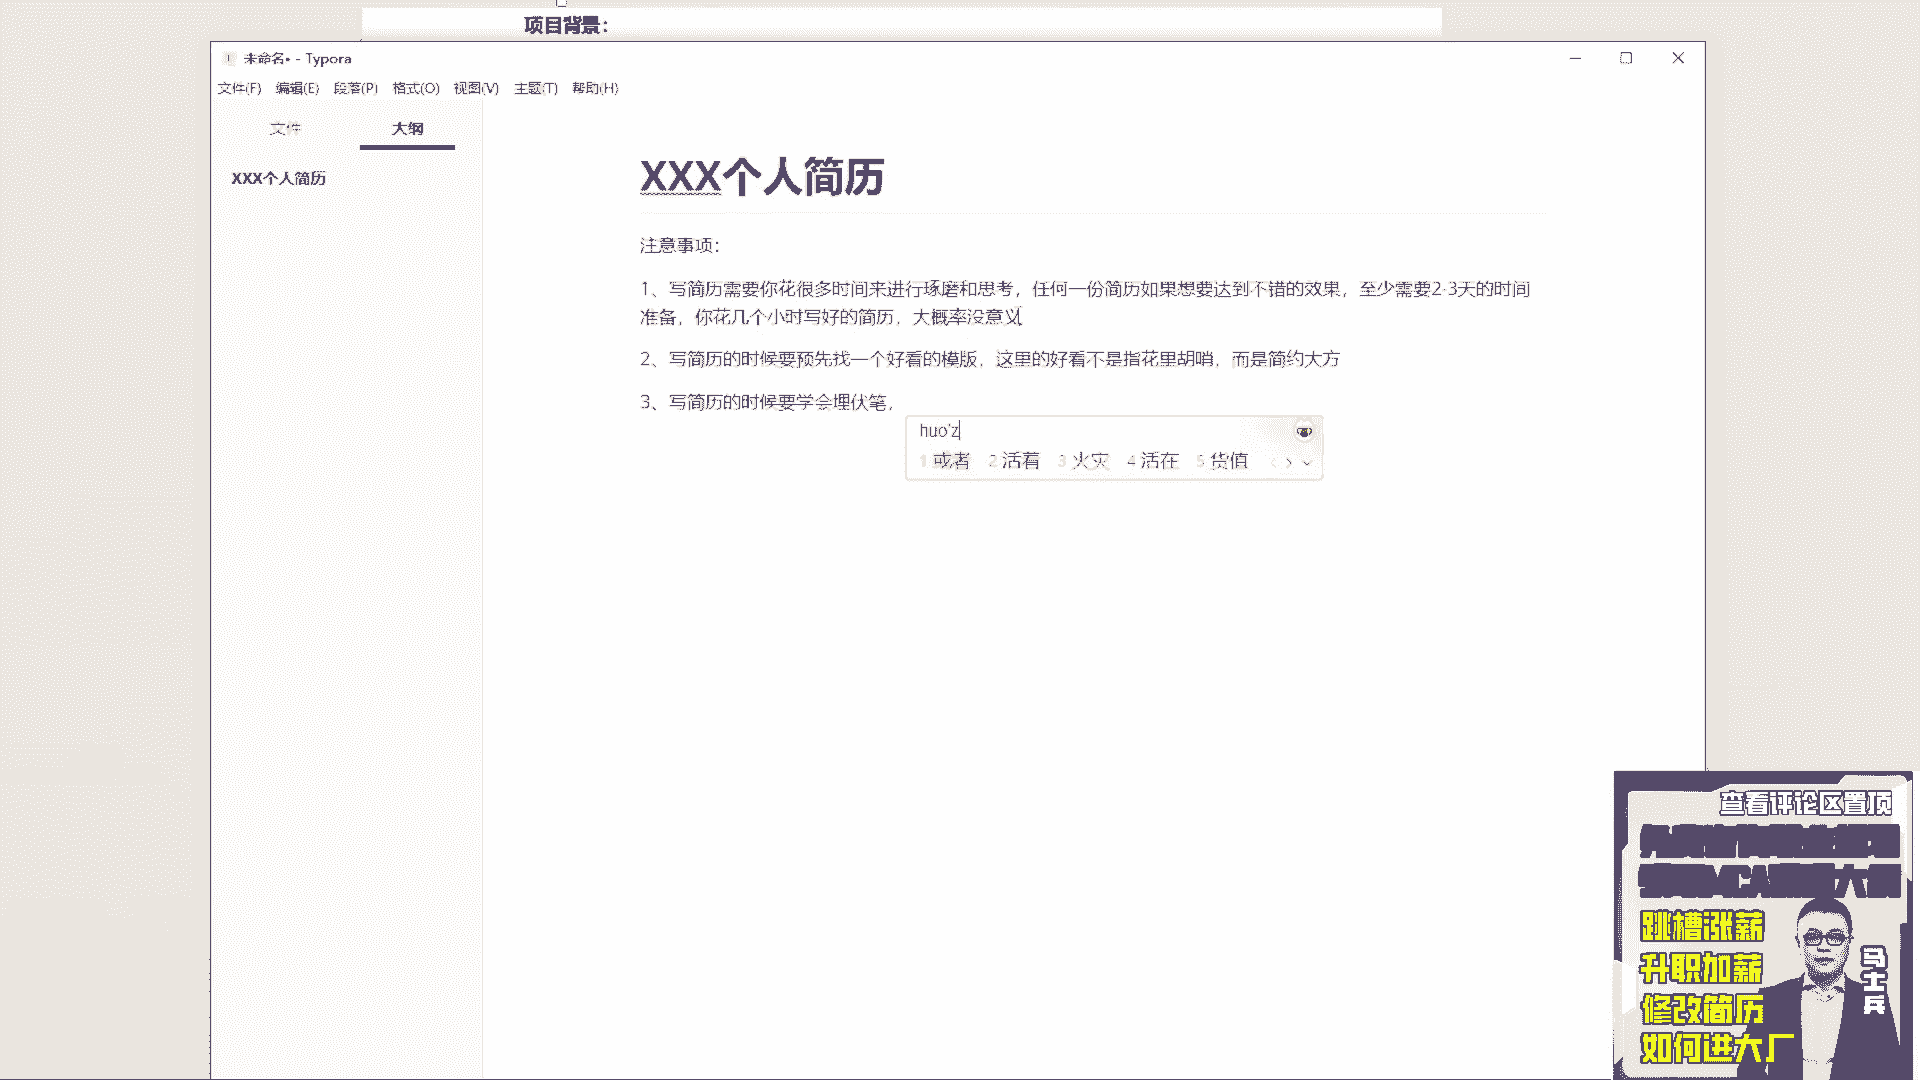 项目背景：
未命名• - Typora
文件(F) 编辑(E) 段落(P) 格式(O) 视图(V) 主题(T) 帮助(H)
文件 大纲
XXX个人简历
XXX个人简历
注意事项：
1、写简历需要你花很多时间来进行琢磨和思考，任何一份简历如果想要达到不错的效果，至少需要2-3天的时间
准备，你花几个小时写好的简历，大概率没意义
2、写简历的时候要预先找一个好看的模版，这里的好看不是指花里胡哨，而是简约大方
3、写简历的时候要学会埋伏笔，
huo'z
1 或者 2 活着 3 火灾 4 活在 5 货值
查看评论区置顶
跳槽涨薪
升职加薪
修改简历
如何进大厂
马士兵